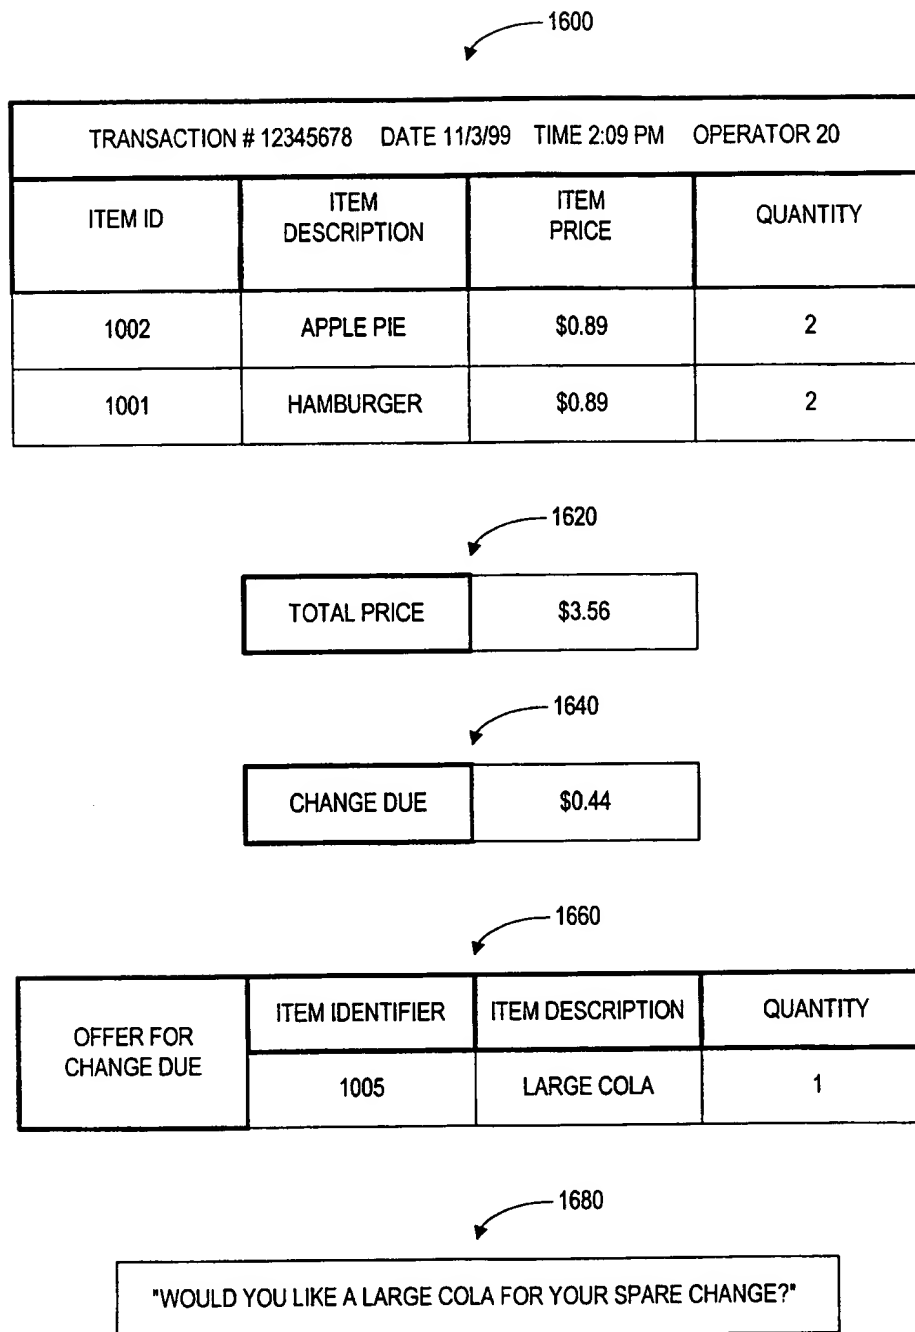 1600
TRANSACTION # 12345678 DATE 11/3/99 TIME 2:09 PM OPERATOR 20
ITEM ID
ITEM
DESCRIPTION
ITEM
PRICE
QUANTITY
1002 APPLE PIE $0.89 2
1001 HAMBURGER $0.89 2
1620
TOTAL PRICE $3.56
1640
CHANGE DUE $0.44
1660
OFFER FOR
CHANGE DUE
ITEM IDENTIFIER ITEM DESCRIPTION QUANTITY
1005 LARGE COLA 1
1680
"WOULD YOU LIKE A LARGE COLA FOR YOUR SPARE CHANGE?"